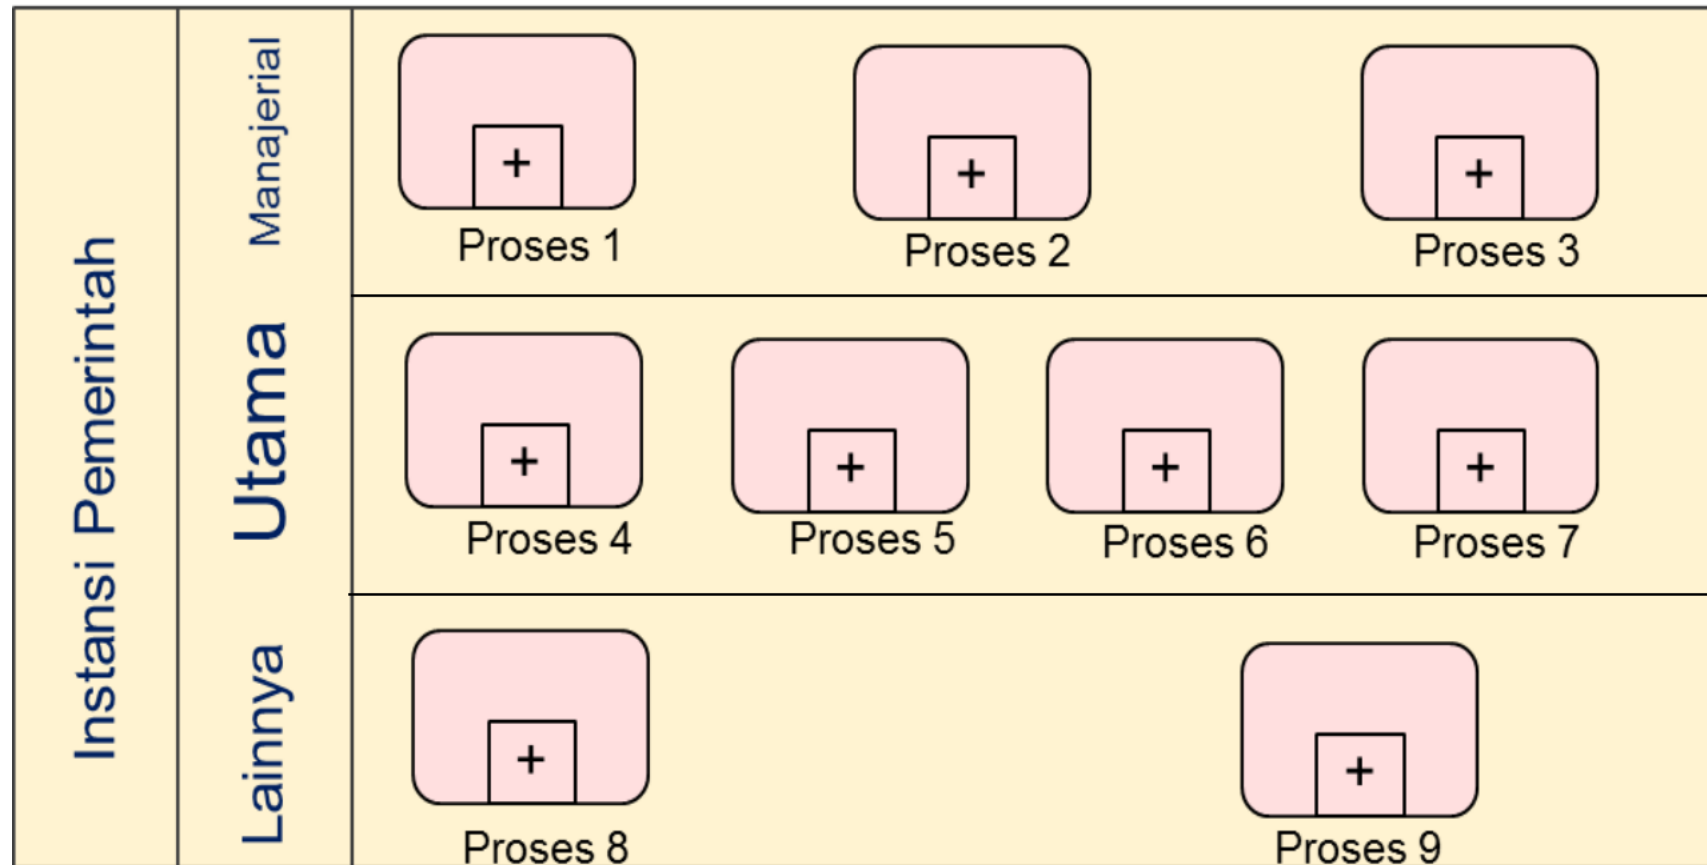 Instansi Pemerintah
Manajerial
+
+
+
Proses 1
Proses 2
Proses 3
Utama
+
+
+
+
Proses 4
Proses 5
Proses 6
Proses 7
Lainnya
+
+
Proses 8
Proses 9